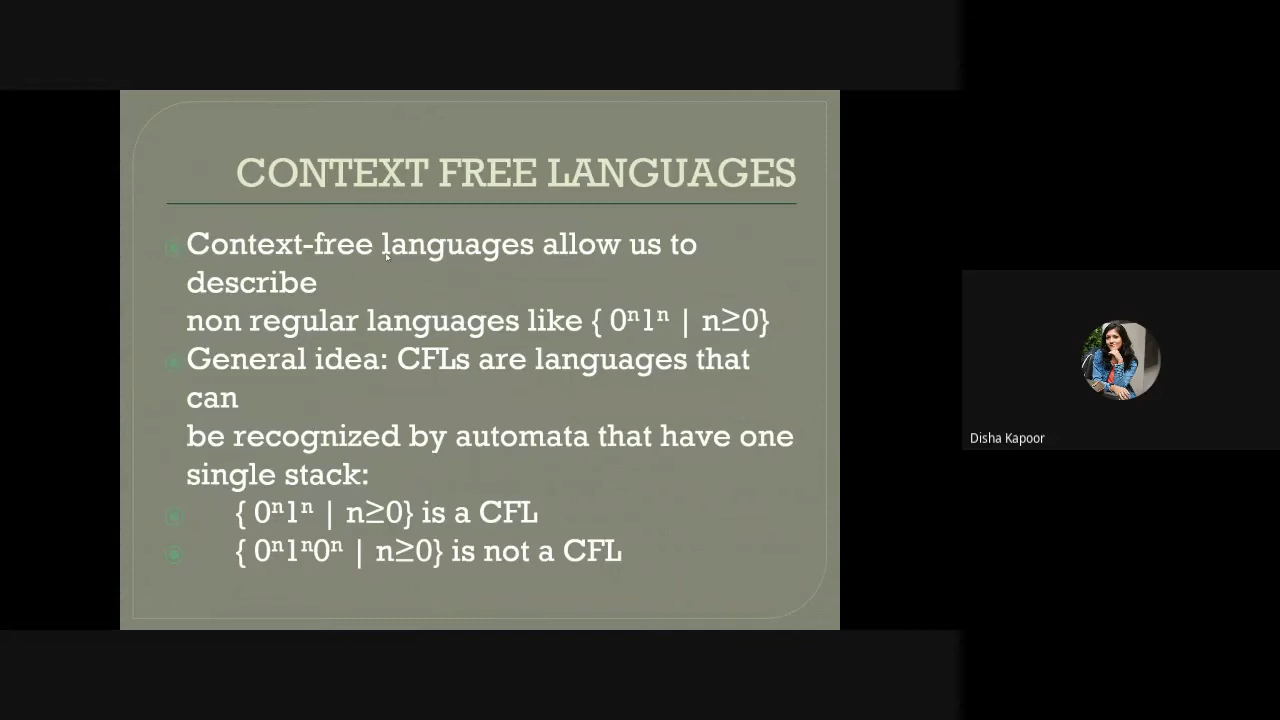 CONTEXT FREE LANGUAGES
Context-free languages allow us to
describe
non regular languages like { 0ⁿ1ⁿ | n≥0}
General idea: CFLs are languages that
can
be recognized by automata that have one
single stack:
{ 0ⁿ1ⁿ | n≥0} is a CFL
{ 0ⁿ1ⁿ0ⁿ | n≥0} is not a CFL
Disha Kapoor